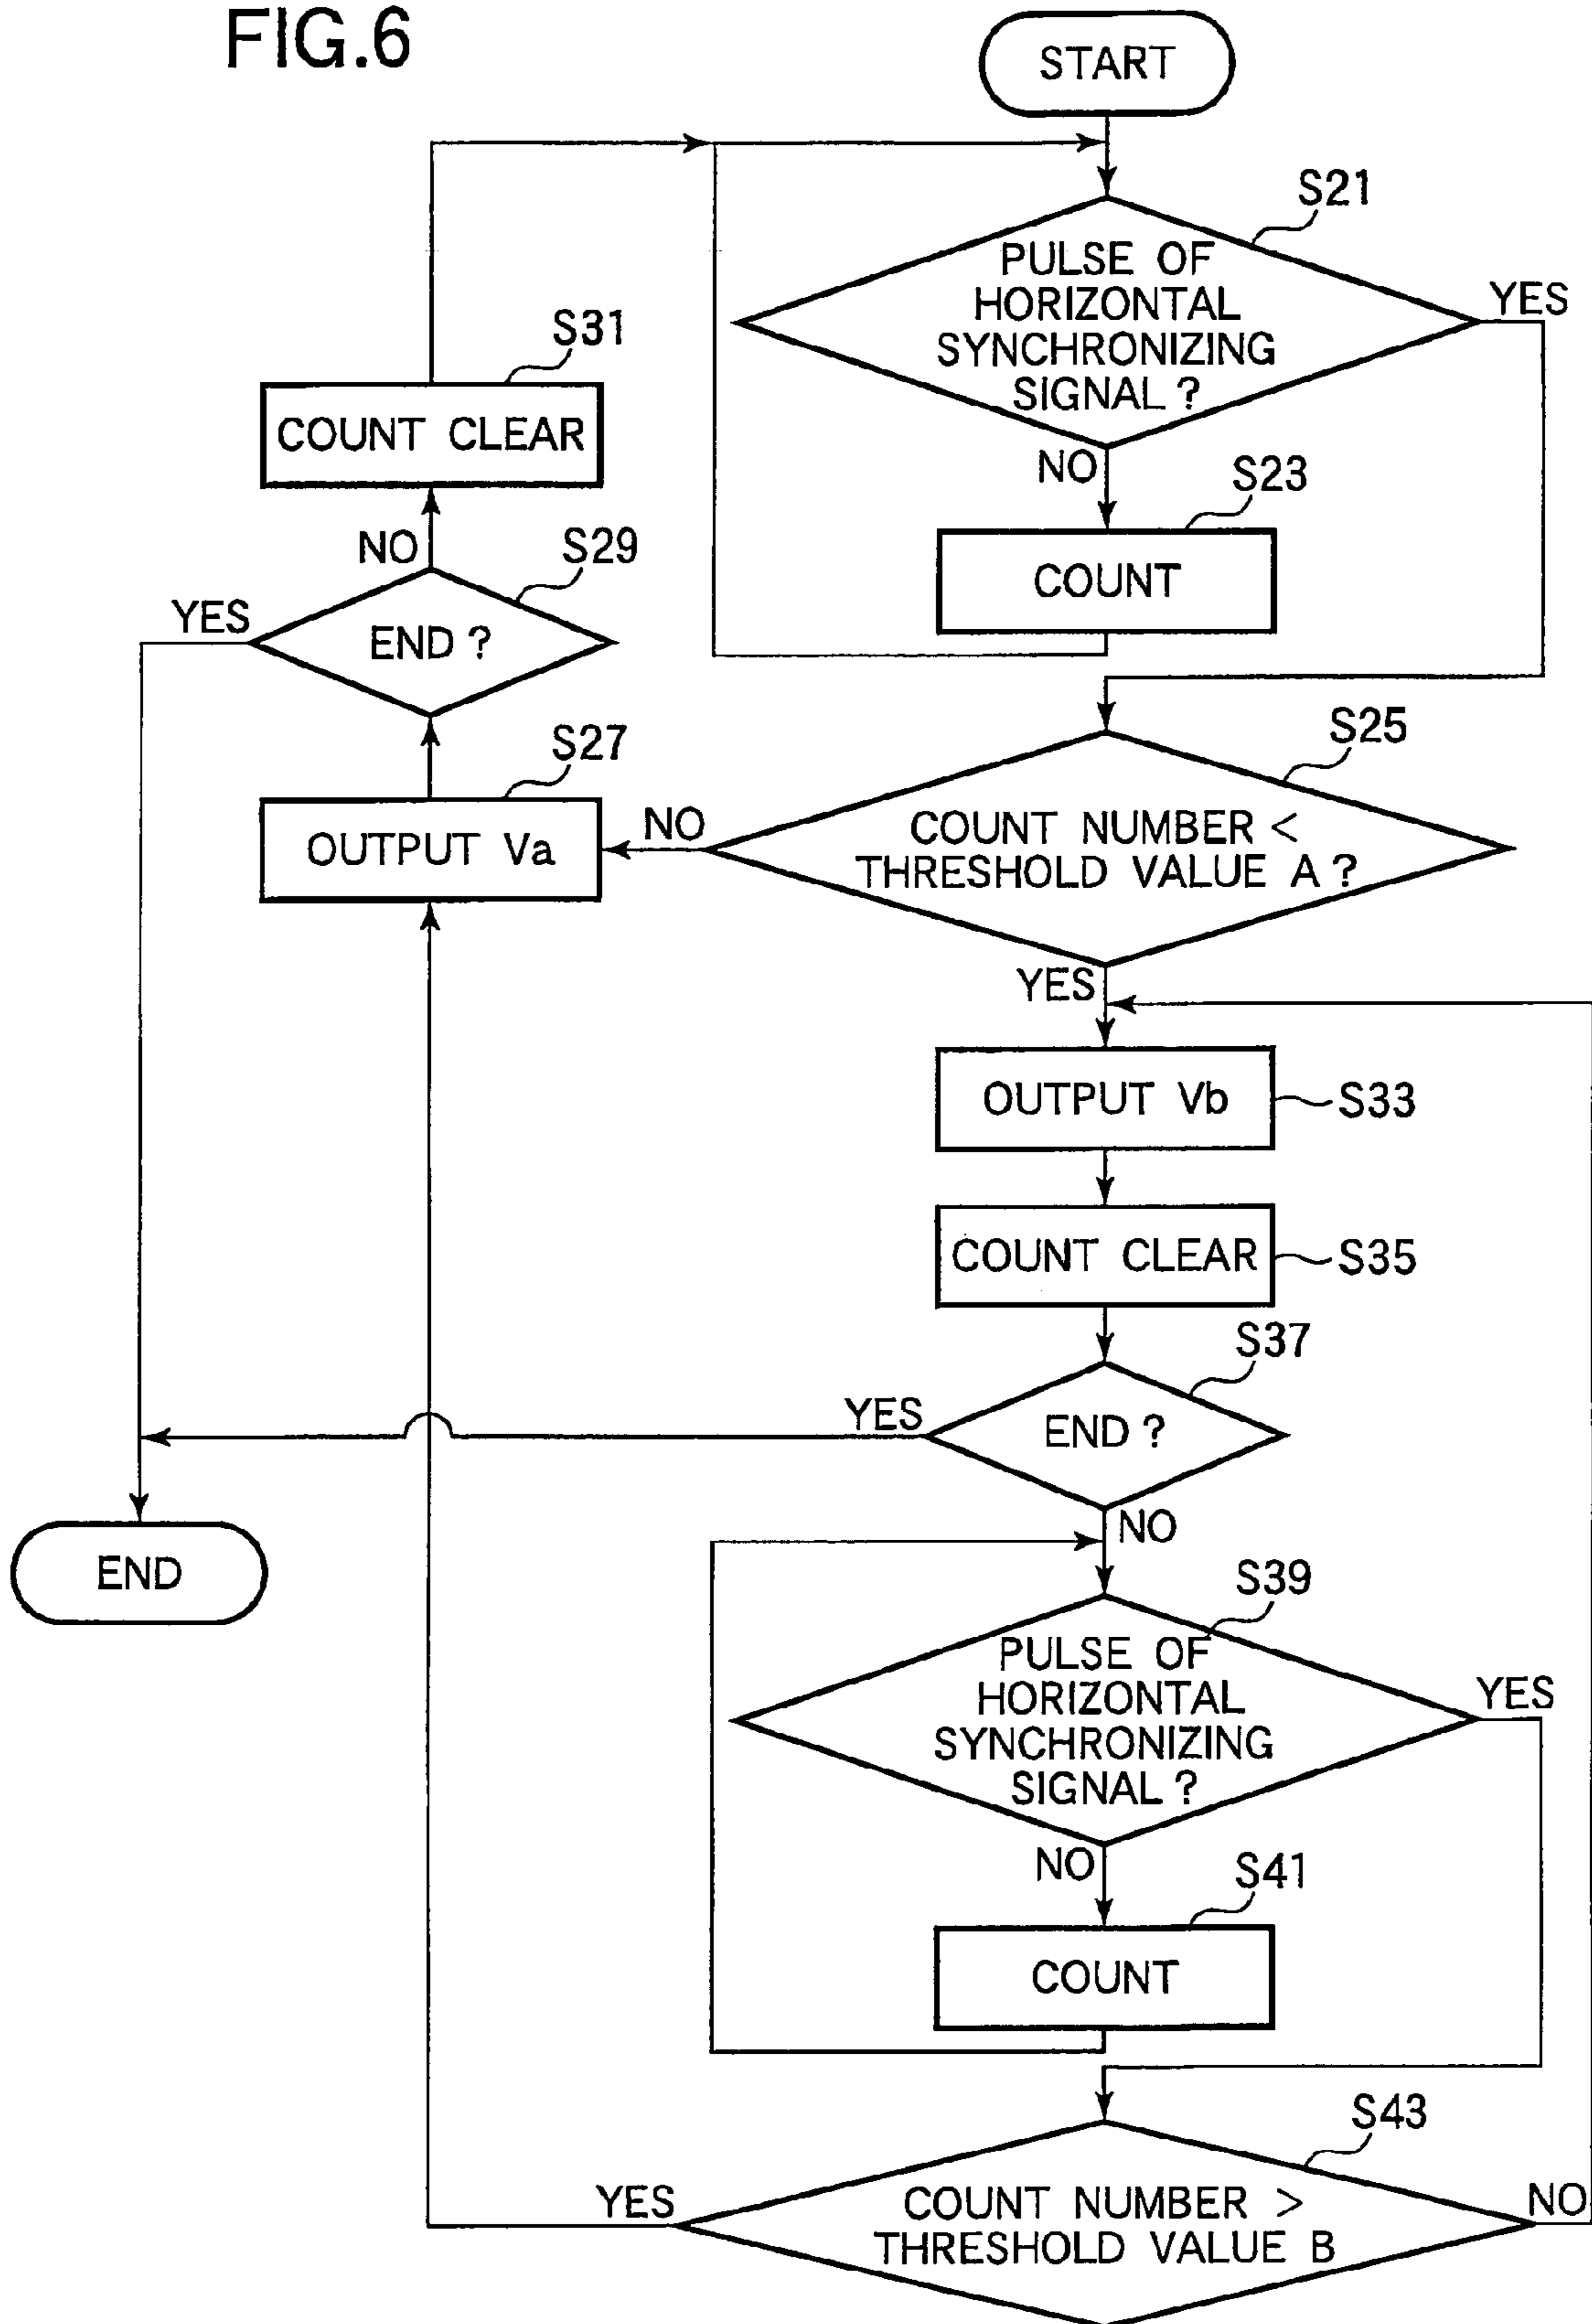 FIG.6
START
S21
PULSE OF
HORIZONTAL
SYNCHRONIZING
SIGNAL ?
YES
NO
S23
COUNT
S31
COUNT CLEAR
NO
S29
YES
END ?
S27
OUTPUT Va
NO
S25
COUNT NUMBER <
THRESHOLD VALUE A ?
YES
OUTPUT Vb
S33
COUNT CLEAR
S35
S37
YES
END ?
NO
END
S39
PULSE OF
HORIZONTAL
SYNCHRONIZING
SIGNAL ?
YES
NO
S41
COUNT
S43
YES
COUNT NUMBER >
THRESHOLD VALUE B
NO